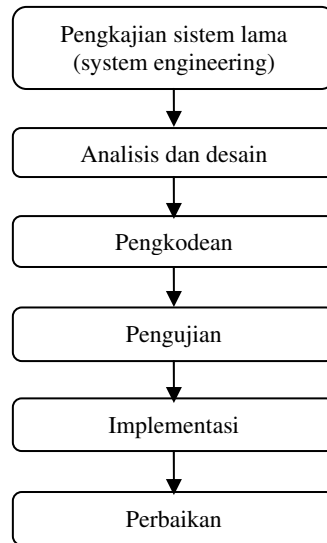 Pengkajian sistem lama
(system engineering)
Analisis dan desain
Pengkodean
Pengujian
Implementasi
Perbaikan